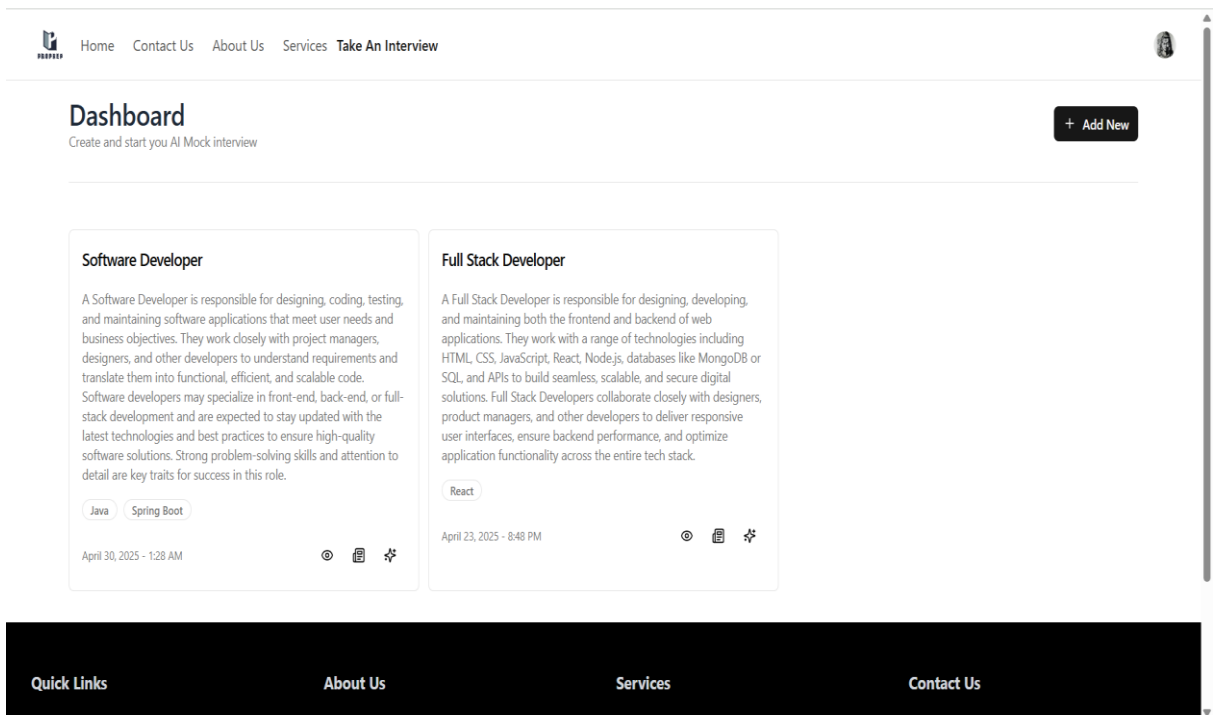 PROPREP
Home Contact Us About Us Services Take An Interview
Dashboard
Create and start you AI Mock interview
+ Add New
Software Developer
A Software Developer is responsible for designing, coding, testing,
and maintaining software applications that meet user needs and
business objectives. They work closely with project managers,
designers, and other developers to understand requirements and
translate them into functional, efficient, and scalable code.
Software developers may specialize in front-end, back-end, or full-
stack development and are expected to stay updated with the
latest technologies and best practices to ensure high-quality
software solutions. Strong problem-solving skills and attention to
detail are key traits for success in this role.
Java Spring Boot
April 30, 2025 - 1:28 AM
Full Stack Developer
A Full Stack Developer is responsible for designing, developing,
and maintaining both the frontend and backend of web
applications. They work with a range of technologies including
HTML, CSS, JavaScript, React, Node.js, databases like MongoDB or
SQL, and APIs to build seamless, scalable, and secure digital
solutions. Full Stack Developers collaborate closely with designers,
product managers, and other developers to deliver responsive
user interfaces, ensure backend performance, and optimize
application functionality across the entire tech stack.
React
April 23, 2025 - 8:48 PM
Quick Links About Us Services Contact Us